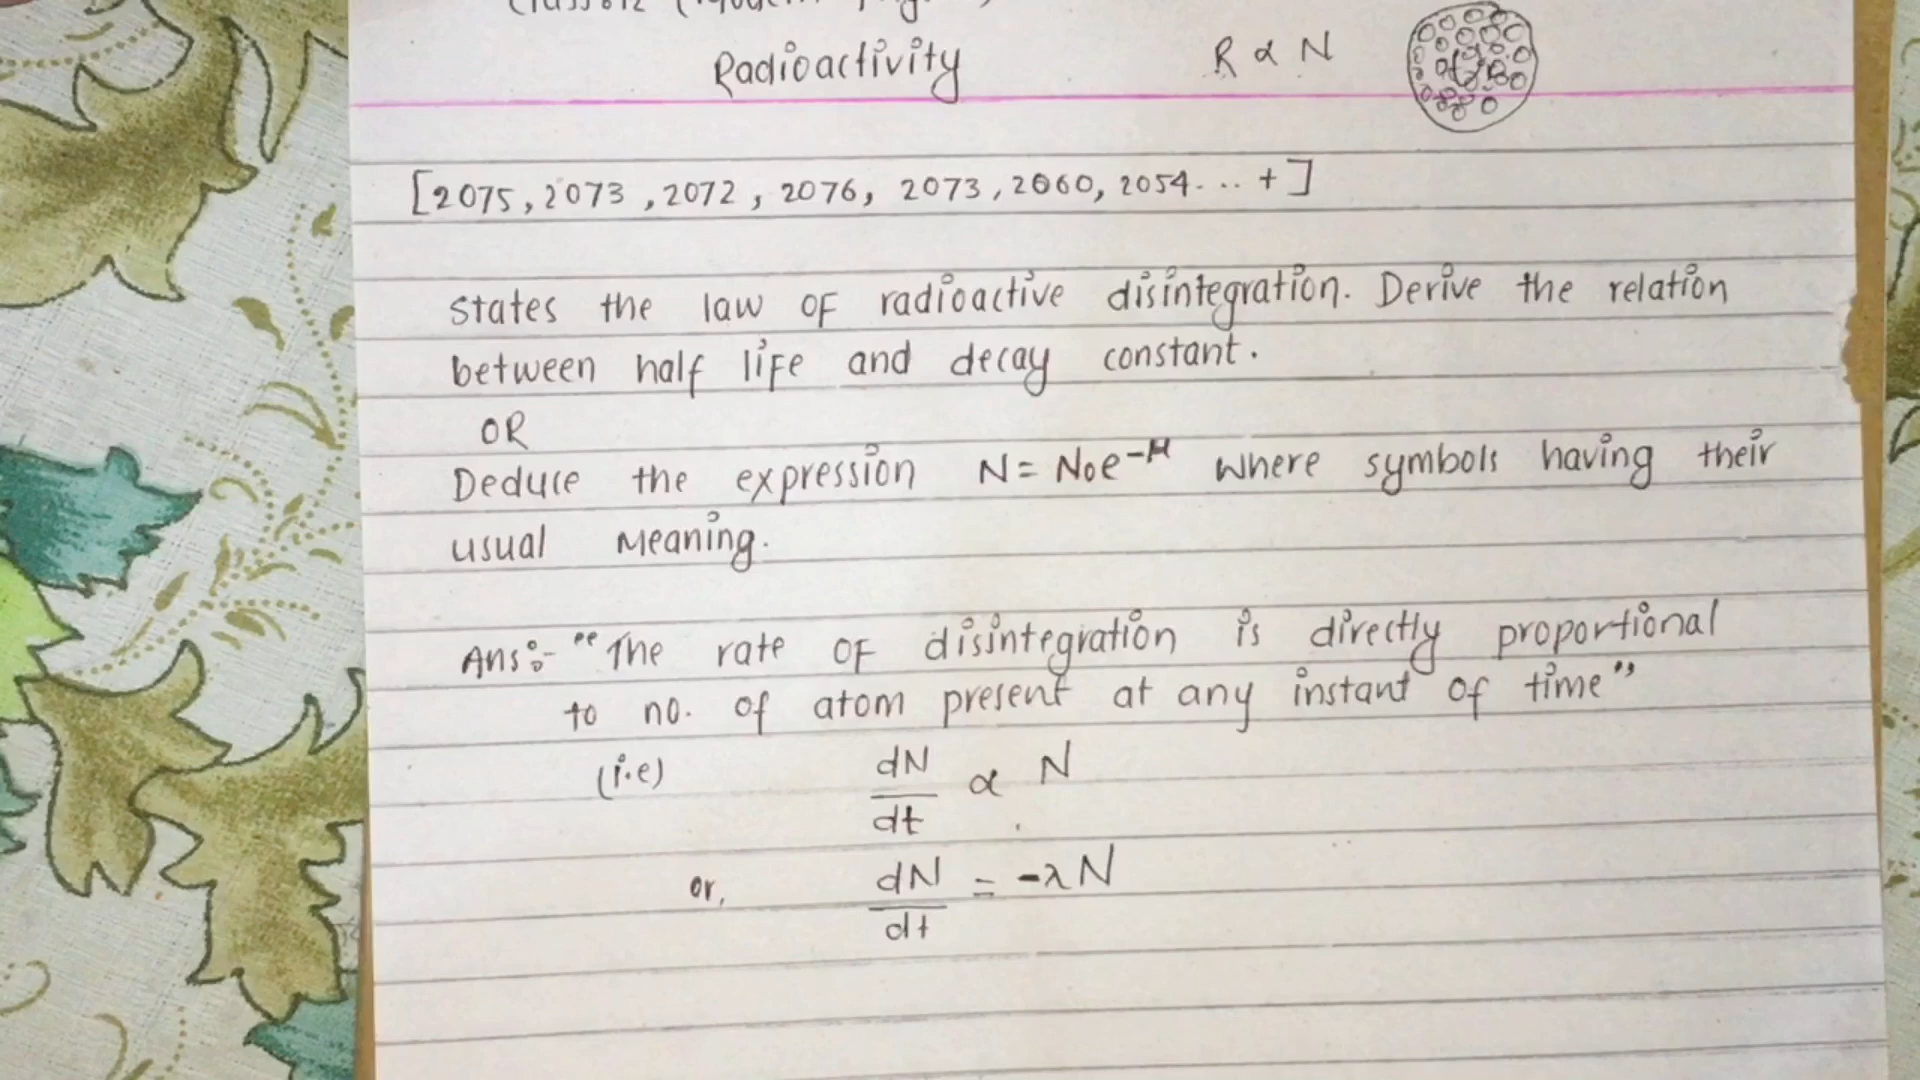 Radioactivity
R ∝ N
[2075, 2073, 2072, 2076, 2073, 2060, 2054. ... + ]
states the law of radioactive disintegration. Derive the relation
between half life and decay constant.
OR
Deduce the expression N = N₀e⁻ where symbols having their
usual Meaning.
Ans:- "The rate of disintegration is directly proportional
to no. of atom present at any instant of time"
(i.e) dN/dt ∝ N
or, dN/dt = -λN